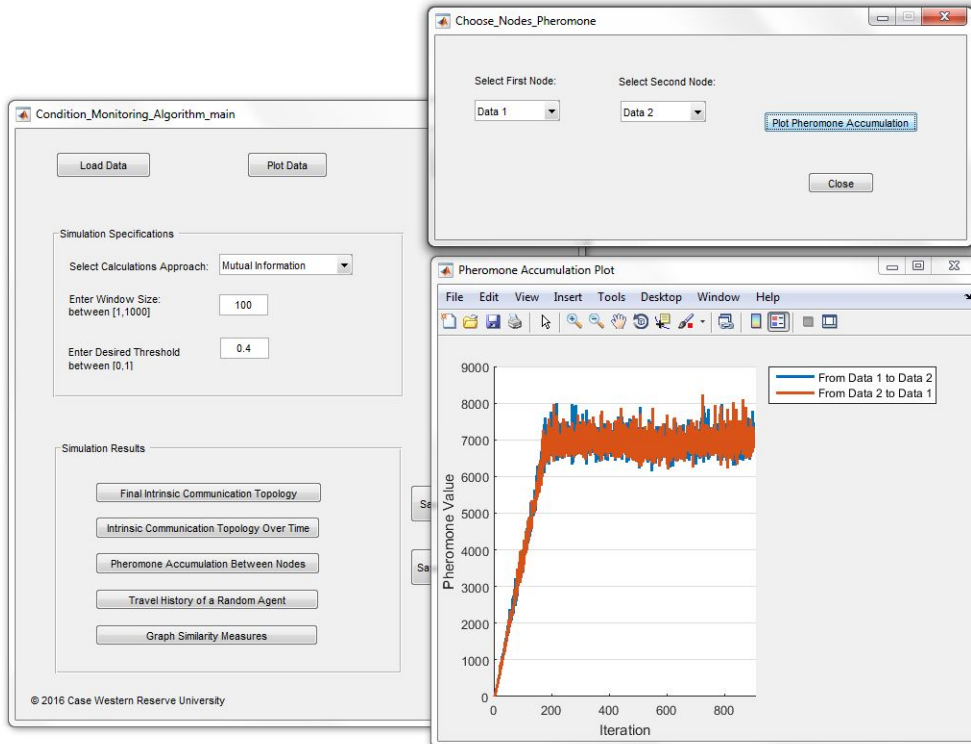 Choose_Nodes_Pheromone
Select First Node:
Select Second Node:
Data 1
Data 2
Plot Pheromone Accumulation
Close
Condition_Monitoring_Algorithm_main
Load Data
Plot Data
Simulation Specifications
Select Calculations Approach:
Mutual Information
Enter Window Size:
between [1,1000]
100
Enter Desired Threshold
between [0,1]
0.4
Simulation Results
Final Intrinsic Communication Topology
Intrinsic Communication Topology Over Time
Pheromone Accumulation Between Nodes
Travel History of a Random Agent
Graph Similarity Measures
© 2016 Case Western Reserve University
Pheromone Accumulation Plot
File Edit View Insert Tools Desktop Window Help
From Data 1 to Data 2
From Data 2 to Data 1
Pheromone Value
9000
8000
7000
6000
5000
4000
3000
2000
1000
0
0 200 400 600 800
Iteration